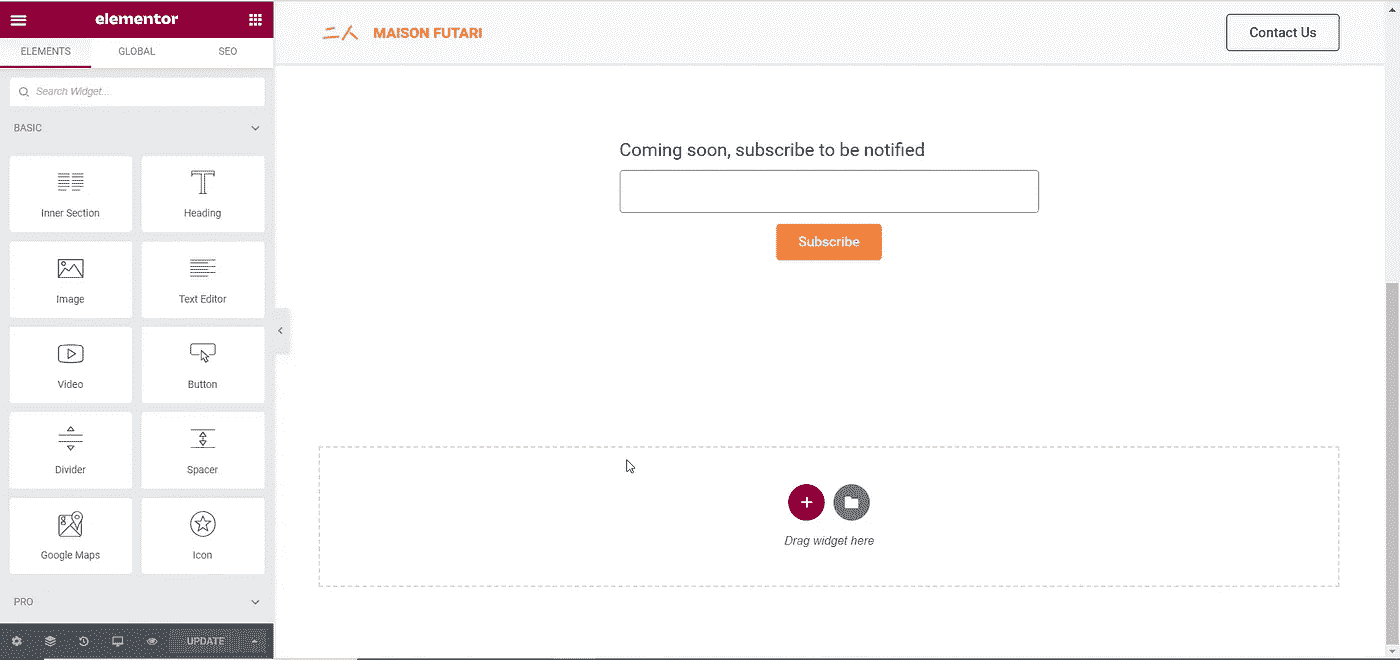 elementor
ELEMENTS GLOBAL SEO
Search Widget...
BASIC
Inner Section
Heading
Image
Text Editor
Video
Button
Divider
Spacer
Google Maps
Icon
PRO
UPDATE
二人 MAISON FUTARI
Contact Us
Coming soon, subscribe to be notified
Subscribe
Drag widget here